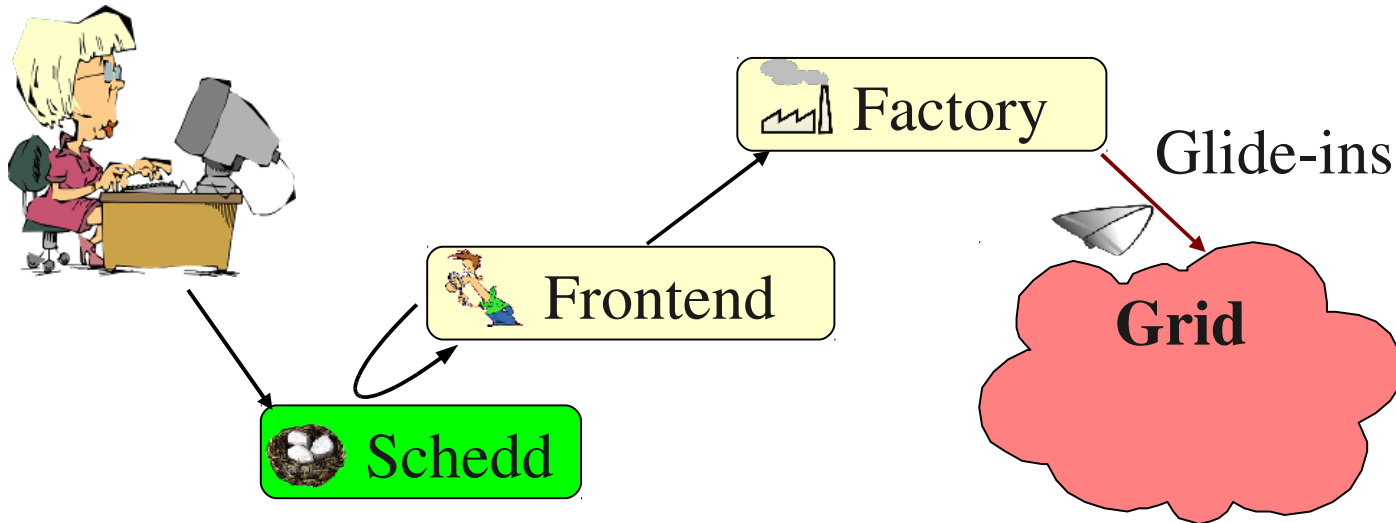 Factory
Glide-ins
Frontend
Grid
Schedd